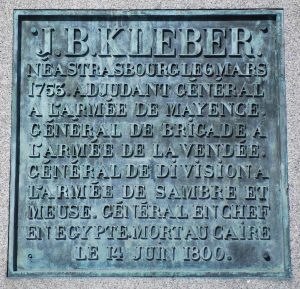 J.B.KLEBER.
NÉ A STRASBOURG LE 6 MARS
1753. ADJUDANT GÉNÉRAL
A L'ARMÉE DE MAYENCE.
GÉNÉRAL DE BRIGADE A
L'ARMÉE DE LA VENDÉE.
GÉNÉRAL DE DIVISION A
L'ARMÉE DE SAMBRE ET
MEUSE. GÉNÉRAL EN CHEF
EN EGYPTE. MORT AU CAIRE
LE 14 JUIN 1800.